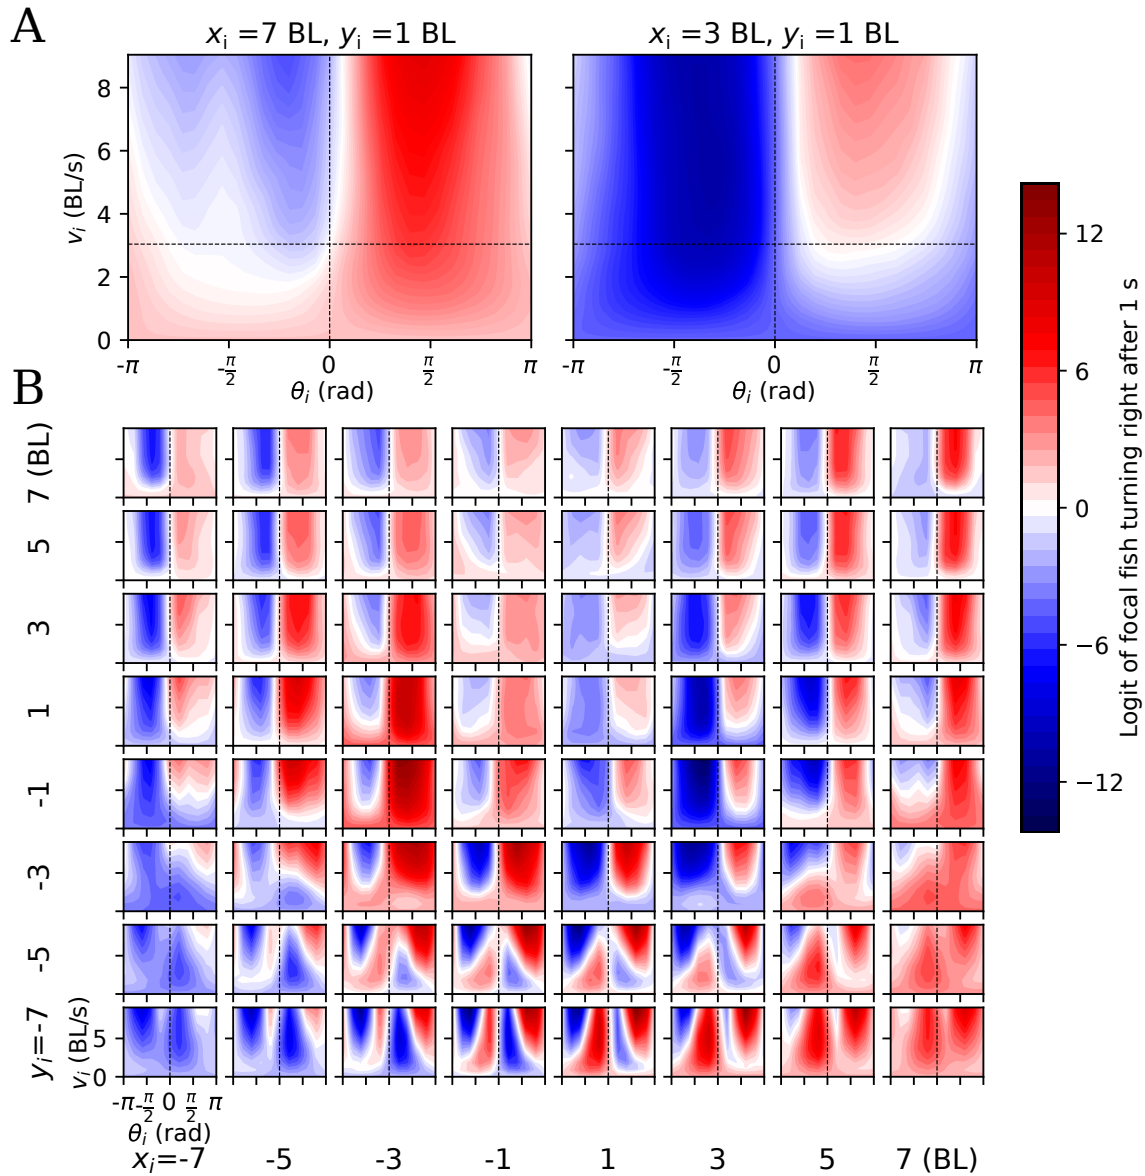 A
x_i =7 BL, y_i =1 BL
x_i =3 BL, y_i =1 BL
v_i (BL/s)
8
6
4
2
0
-π
-π/2
0
π/2
π
-π
-π/2
0
π/2
π
θ_i (rad)
θ_i (rad)
12
6
0
−6
−12
Logit of focal fish turning right after 1 s
B
7 (BL)
5
3
1
-1
-3
-5
y_i=-7
v_i (BL/s)
5
0
-π -π/2 0 π/2 π
θ_i (rad)
x_i=-7
-5
-3
-1
1
3
5
7 (BL)